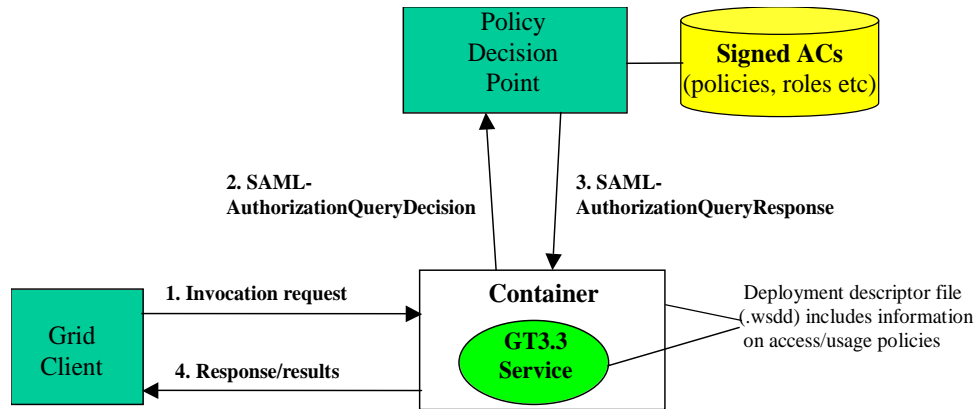 Policy
Decision
Point
Signed ACs
(policies, roles etc)
2. SAML-
AuthorizationQueryDecision
3. SAML-
AuthorizationQueryResponse
1. Invocation request
Container
Deployment descriptor file
(.wsdd) includes information
on access/usage policies
Grid
Client
GT3.3
Service
4. Response/results